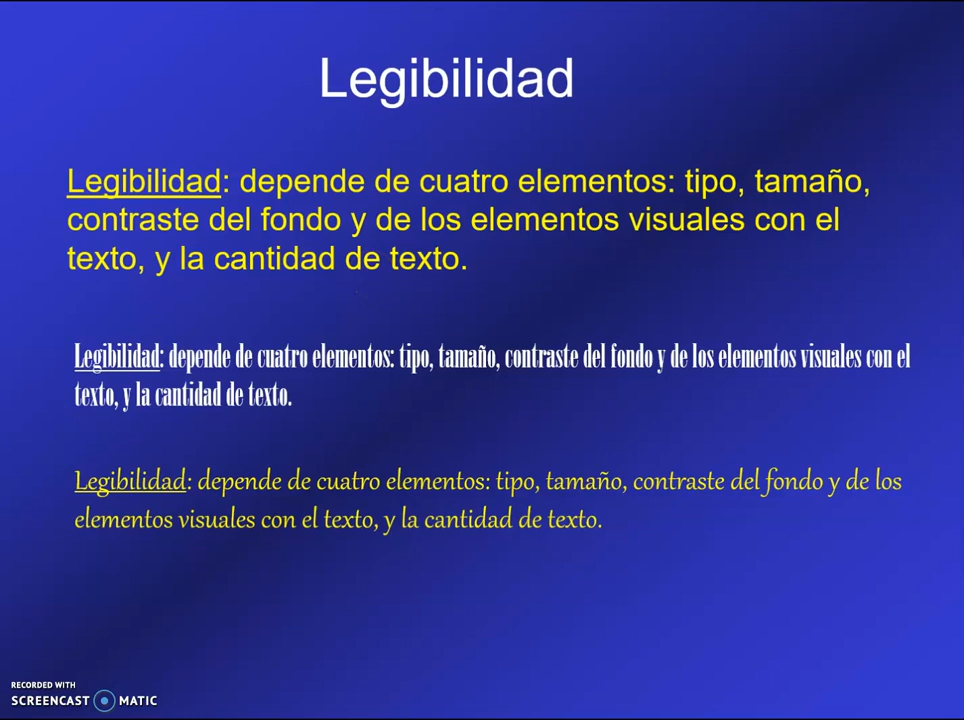 Legibilidad
Legibilidad: depende de cuatro elementos: tipo, tamaño,
contraste del fondo y de los elementos visuales con el
texto, y la cantidad de texto.
Legibilidad: depende de cuatro elementos: tipo, tamaño, contraste del fondo y de los elementos visuales con el
texto, y la cantidad de texto.
Legibilidad: depende de cuatro elementos: tipo, tamaño, contraste del fondo y de los
elementos visuales con el texto, y la cantidad de texto.
RECORDED WITH
SCREENCAST MATIC